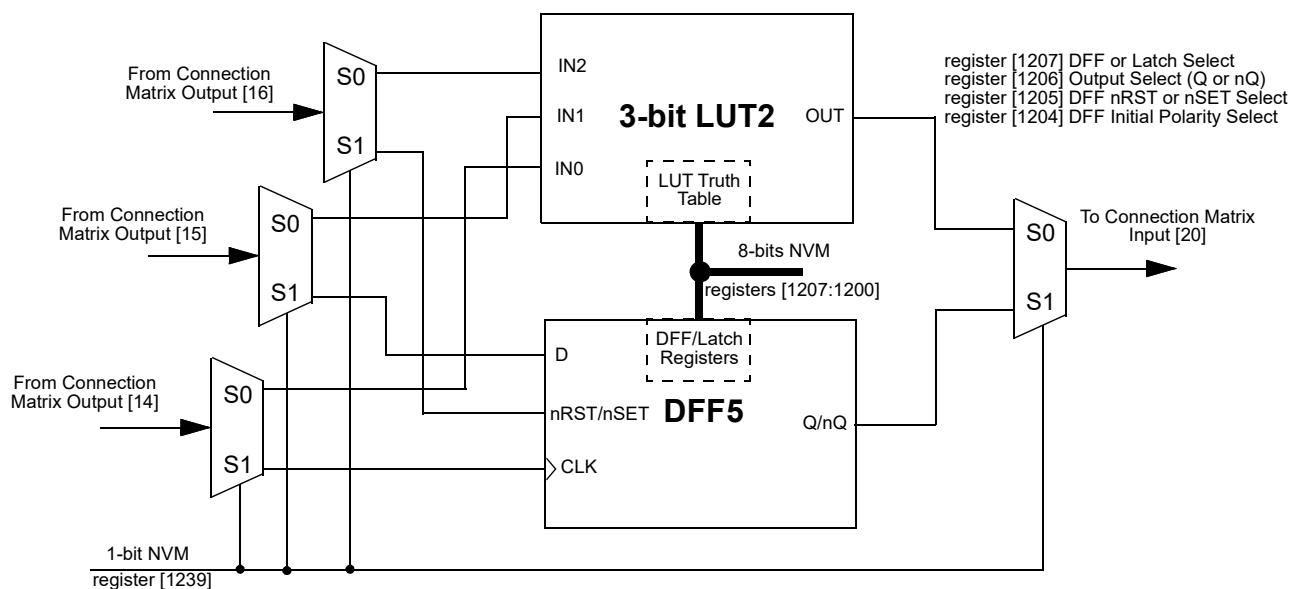 From Connection
Matrix Output [16]
S0
S1
IN2
IN1
IN0
3-bit LUT2
OUT
LUT Truth
Table
register [1207] DFF or Latch Select
register [1206] Output Select (Q or nQ)
register [1205] DFF nRST or nSET Select
register [1204] DFF Initial Polarity Select
From Connection
Matrix Output [15]
S0
S1
8-bits NVM
registers [1207:1200]
S0
S1
To Connection Matrix
Input [20]
From Connection
Matrix Output [14]
S0
S1
D
nRST/nSET
CLK
DFF/Latch
Registers
DFF5
Q/nQ
1-bit NVM
register [1239]